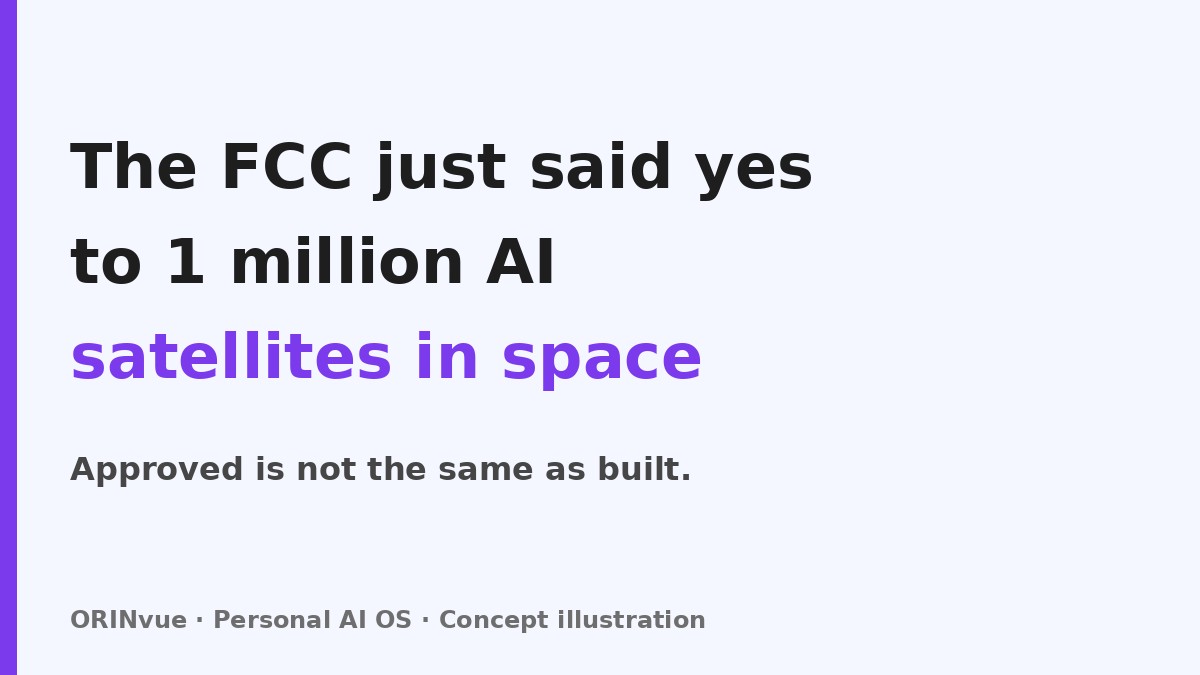 The FCC just said yes
to 1 million AI
satellites in space
Approved is not the same as built.
ORINvue · Personal AI OS · Concept illustration